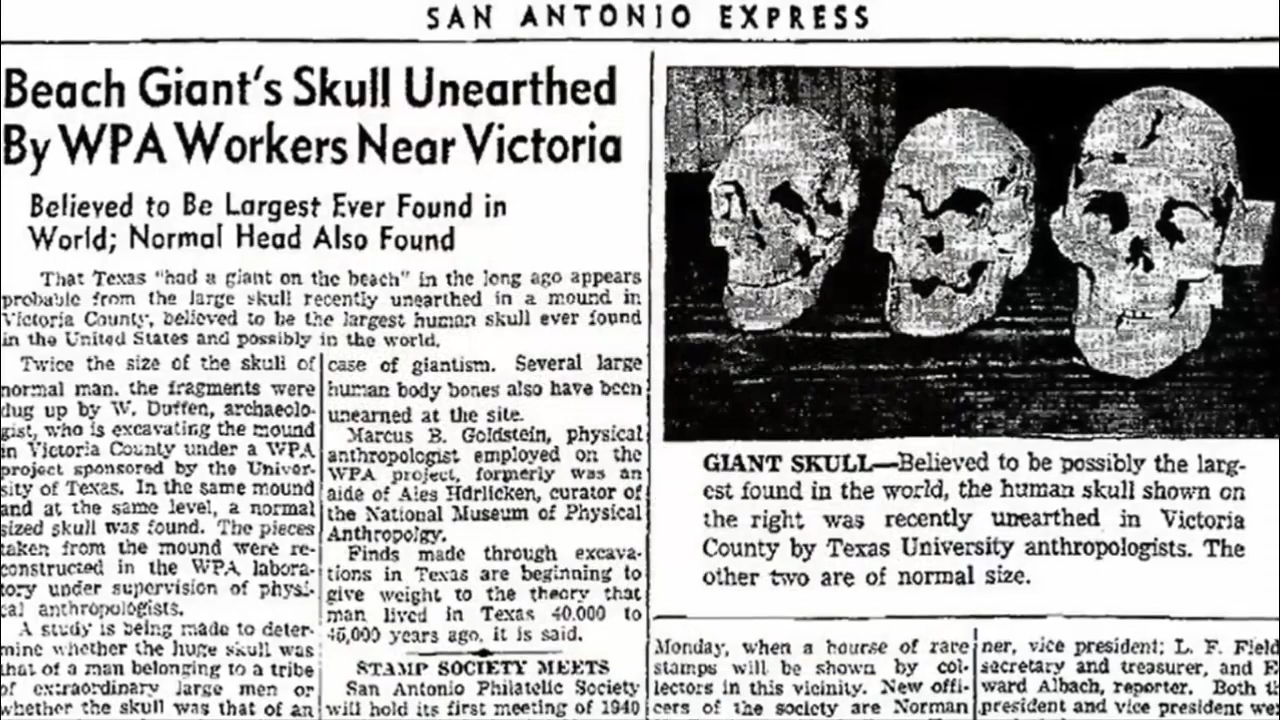 SAN ANTONIO EXPRESS
Beach Giant's Skull Unearthed
By WPA Workers Near Victoria
Believed to Be Largest Ever Found in
World; Normal Head Also Found
That Texas "had a giant on the beach" in the long ago appears
probable from the large skull recently unearthed in a mound in
Victoria County, believed to be the largest human skull ever found
in the United States and possibly in the world.
Twice the size of the skull of
normal man, the fragments were
dug up by W. Duffen, archaeolo-
gist, who is excavating the mound
in Victoria County under a WPA
project sponsored by the Univer-
sity of Texas. In the same mound
and at the same level, a normal
sized skull was found. The pieces
taken from the mound were re-
constructed in the WPA labora-
tory under supervision of physi-
cal anthropologists.
A study is being made to deter-
mine whether the huge skull was
that of a man belonging to a tribe
of extraordinary large men or
whether the skull was that of an
case of giantism. Several large
human body bones also have been
unearned at the site.
Marcus B. Goldstein, physical
anthropologist employed on the
WPA project, formerly was an
aide of Ales Hdrlicken, curator of
the National Museum of Physical
Anthropolgy.
Finds made through excava-
tions in Texas are beginning to
give weight to the theory that
man lived in Texas 40,000 to
45,000 years ago, it is said.
STAMP SOCIETY MEETS
San Antonio Philatelic Society
will hold its first meeting of 1940
GIANT SKULL—Believed to be possibly the larg-
est found in the world, the human skull shown on
the right was recently unearthed in Victoria
County by Texas University anthropologists. The
other two are of normal size.
Monday, when a bourse of rare
stamps will be shown by col-
lectors in this vicinity. New offi-
cers of the society are Norman
ner, vice president; L. F. Field
secretary and treasurer, and
ward Albach, reporter. Both
president and vice president